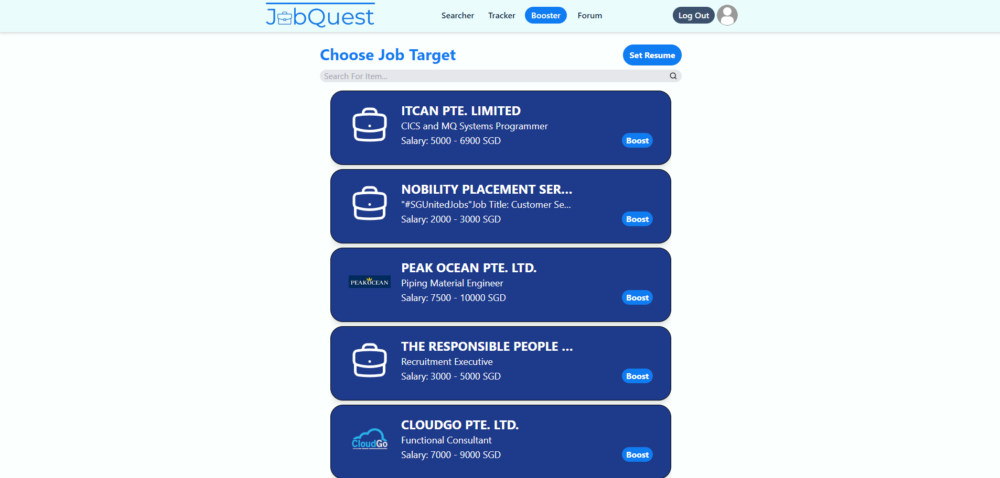 JobQuest
Searcher
Tracker
Booster
Forum
Log Out
Choose Job Target
Set Resume
Search For Item...
ITCAN PTE. LIMITED
CICS and MQ Systems Programmer
Salary: 5000 - 6900 SGD
Boost
NOBILITY PLACEMENT SER...
"#SGUnitedJobs"Job Title: Customer Se...
Salary: 2000 - 3000 SGD
Boost
PEAKOCEAN
PEAK OCEAN PTE. LTD.
Piping Material Engineer
Salary: 7500 - 10000 SGD
Boost
THE RESPONSIBLE PEOPLE ...
Recruitment Executive
Salary: 3000 - 5000 SGD
Boost
CloudGo
CLOUDGO PTE. LTD.
Functional Consultant
Salary: 7000 - 9000 SGD
Boost